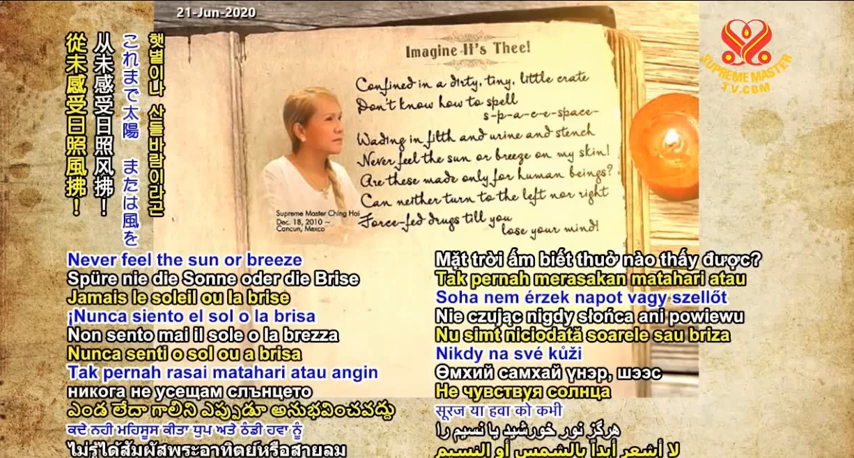 21-Jun-2020
SUPREME MASTER
TV.COM
Imagine It's Thee!
Confined in a dirty, tiny, little crate
Don't know how to spell
s-p-a-c-e-space-
Wading in filth and urine and stench
Never feel the sun or breeze on my skin!
Are these made only for human beings?
Can neither turn to the left nor right
Force-fed drugs till you
lose your mind!
Supreme Master Ching Hai
Dec. 18, 2010 –
Cancun, Mexico
햇볕이나 산들바람이라곤
これまで太陽 または風を
从未感受日照风拂！
從未感受日照風拂！
Never feel the sun or breeze
Spüre nie die Sonne oder die Brise
Jamais le soleil ou la brise
¡Nunca siento el sol o la brisa
Non sento mai il sole o la brezza
Nunca senti o sol ou a brisa
Tak pernah rasai matahari atau angin
никога не усещам слънцето
ఎండ లేదా గాలిని ఎప్పుడూ అనుభవించవద్దు
ਕਦੇ ਨਹੀ ਮਹਿਸੂਸ ਕੀਤਾ ਧੁਪ ਅਤੇ ਠੰਡੀ ਹਵਾ ਨੂੰ
ไม่รู้ได้สัมผัสพระอาทิตย์หรือสายลม
Mặt trời ấm biết thuở nào thấy được?
Tak pernah merasakan matahari atau
Soha nem érzek napot vagy szellőt
Nie czując nigdy słońca ani powiewu
Nu simt niciodată soarele sau briza
Nikdy na své kůži
Өмхий самхай үнэр, шээс
Не чувствуя солнца
सूरज या हवा को कभी
هرگز نور خورشید یا نسیم را
لا أشعر أبداً بالشمس أو النسيم